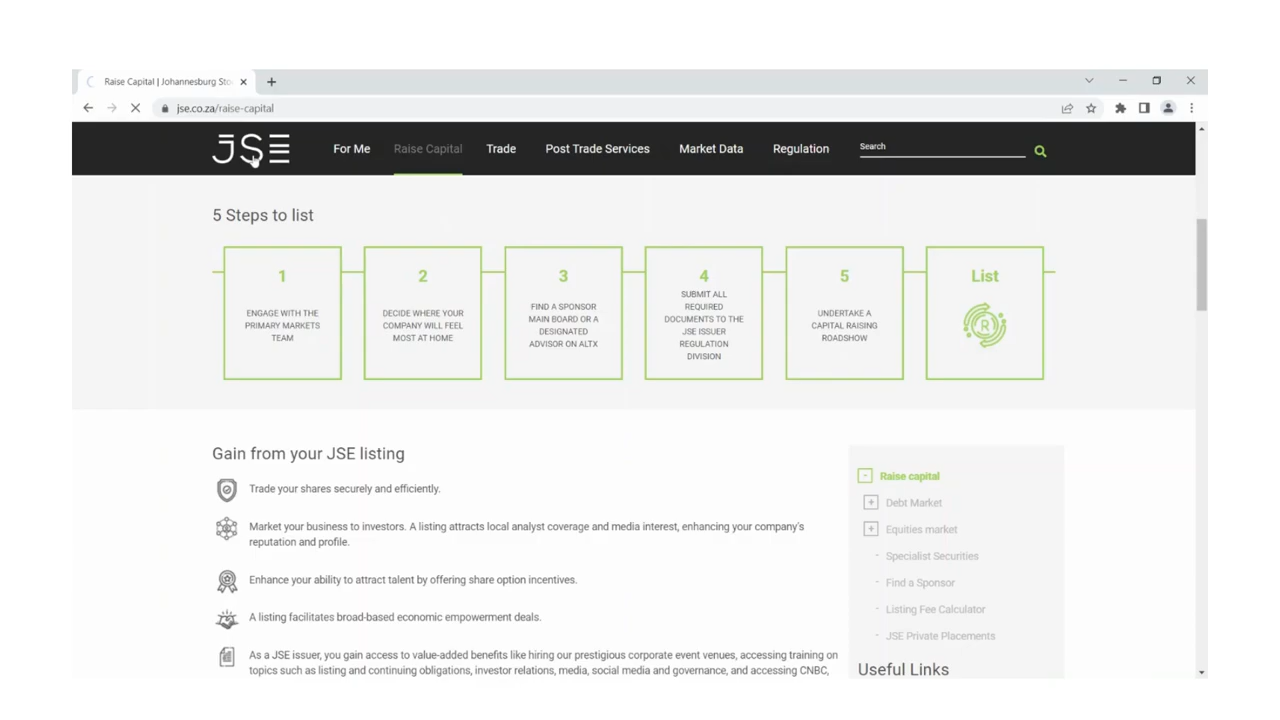 Raise Capital | Johannesburg Sto
jse.co.za/raise-capital
JSE
For Me
Raise Capital
Trade
Post Trade Services
Market Data
Regulation
Search
5 Steps to list
1
ENGAGE WITH THE
PRIMARY MARKETS
TEAM
2
DECIDE WHERE YOUR
COMPANY WILL FEEL
MOST AT HOME
3
FIND A SPONSOR
MAIN BOARD OR A
DESIGNATED
ADVISOR ON ALTX
4
SUBMIT ALL
REQUIRED
DOCUMENTS TO THE
JSE ISSUER
REGULATION
DIVISION
5
UNDERTAKE A
CAPITAL RAISING
ROADSHOW
List
R
Gain from your JSE listing
Trade your shares securely and efficiently.
Market your business to investors. A listing attracts local analyst coverage and media interest, enhancing your company's
reputation and profile.
Enhance your ability to attract talent by offering share option incentives.
A listing facilitates broad-based economic empowerment deals.
As a JSE issuer, you gain access to value-added benefits like hiring our prestigious corporate event venues, accessing training on
topics such as listing and continuing obligations, investor relations, media, social media and governance, and accessing CNBC,
- Raise capital
+ Debt Market
+ Equities market
- Specialist Securities
- Find a Sponsor
- Listing Fee Calculator
- JSE Private Placements
Useful Links